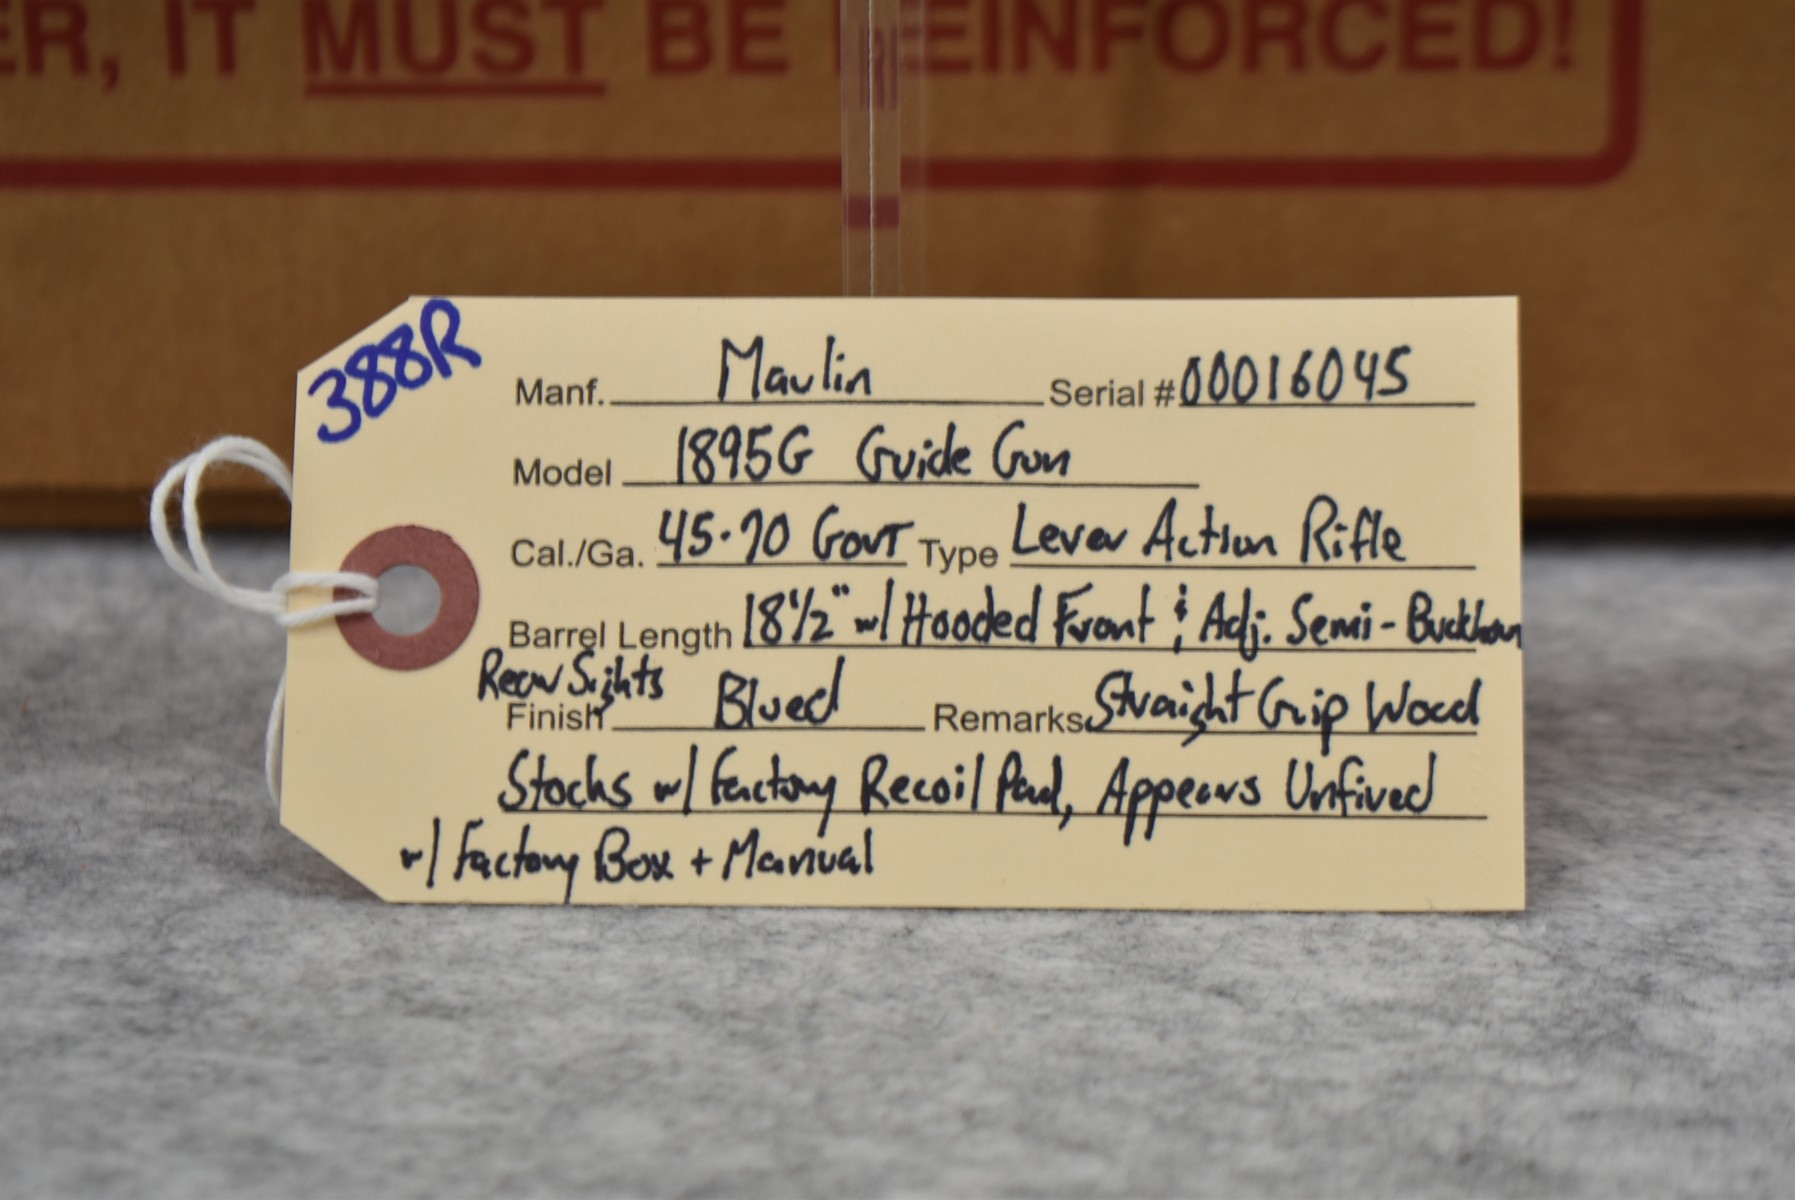 ER, IT MUST BE REINFORCED!
388R
Manf. Marlin Serial # 00016045
Model 1895G Guide Gun
Cal./Ga. 45-70 Govt Type Lever Action Rifle
Barrel Length 18½" w/ Hooded Front & Adj. Semi-Buckhorn
Rear Sights
Finish Blued Remarks Straight Grip Wood
Stocks w/ Factory Recoil Pad, Appears Unfired
w/ Factory Box + Manual